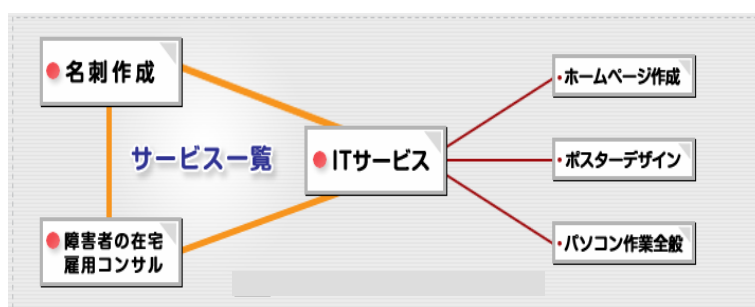 名刺作成
サービス一覧
ITサービス
障害者の在宅
雇用コンサル
ホームページ作成
ポスターデザイン
パソコン作業全般